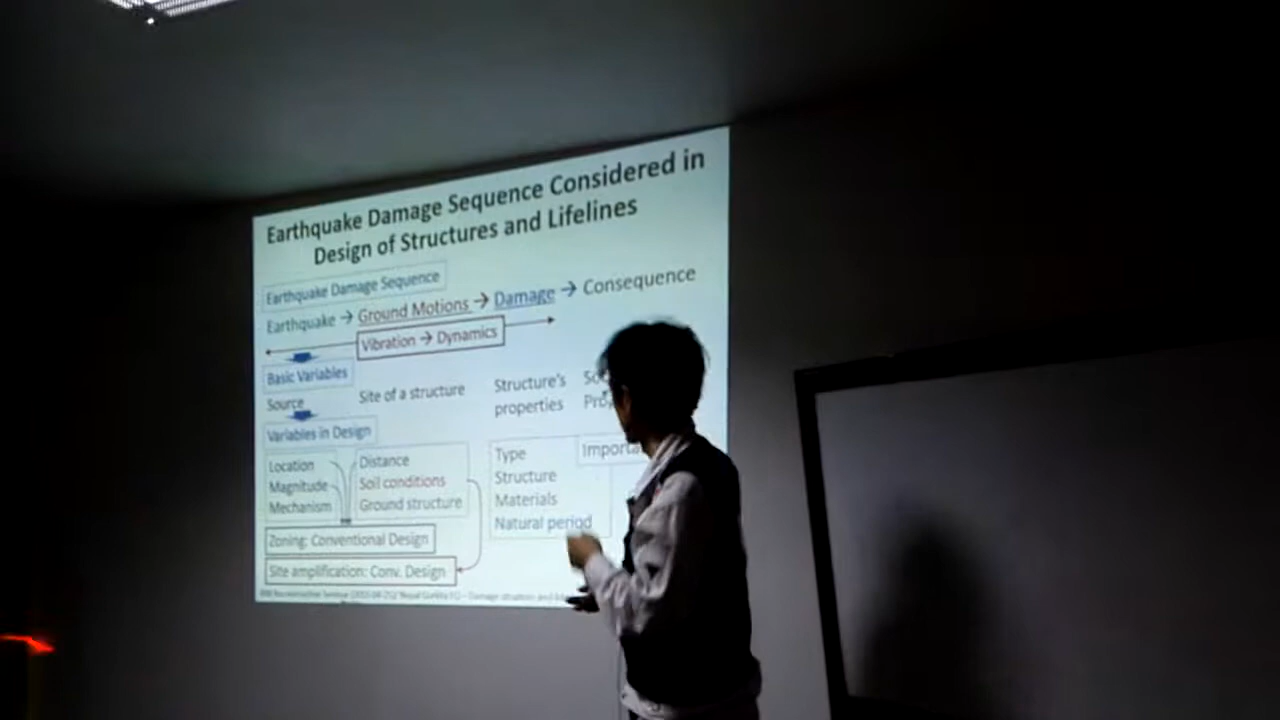 Earthquake Damage Sequence Considered in
Design of Structures and Lifelines
Earthquake Damage Sequence
Earthquake → Ground Motions → Damage → Consequence
Vibration → Dynamics
Basic Variables
Source
Site of a structure
Structure's
properties
Variables in Design
Location
Magnitude
Mechanism
Distance
Soil conditions
Ground structure
Type
Structure
Materials
Natural period
Zoning: Conventional Design
Site amplification: Conv. Design